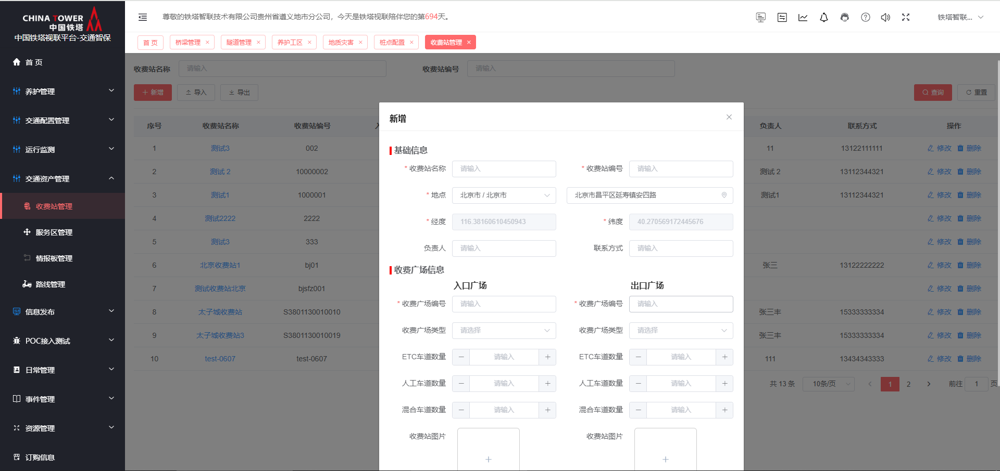 CHINA TOWER
中国铁塔
中国铁塔视联平台-交通智保
首 页
养护管理
交通配置管理
运行监测
交通资产管理
收费站管理
服务区管理
情报板管理
路线管理
信息发布
POC接入测试
日常管理
事件管理
资源管理
订购信息
尊敬的铁塔智联技术有限公司贵州省遵义地市分公司，今天是铁塔视联陪伴您的第694天。
铁塔智联...
首 页 桥梁管理 × 隧道管理 × 养护工区 × 地质灾害 × 桩点配置 × 收费站管理 ×
收费站名称 请输入 收费站编号 请输入
新增 导入 导出 查询 重置
序号 收费站名称 收费站编号 负责人 联系方式 操作
1 测试3 002 11 13122111111 修改 删除
2 测试 2 10000002 测试 2 13112344321 修改 删除
3 测试1 1000001 测试1 13112344321 修改 删除
4 测试2222 2222 修改 删除
5 测试3 333 修改 删除
6 北京收费站1 bj01 张三 13122222222 修改 删除
7 测试收费站北京 bjsfz001 修改 删除
8 太子城收费站 S3801130010010 张三丰 15333333334 修改 删除
9 太子城收费站3 S3801130010019 张三丰 15333333334 修改 删除
10 test-0607 test-0607 111 13434343333 修改 删除
共 13 条 10条/页 1 2 前往 1 页
新增
基础信息
* 收费站名称 请输入 * 收费站编号 请输入
* 地点 北京市 / 北京市 北京市昌平区延寿镇安四路
* 经度 116.38160610450943 * 纬度 40.270569172445676
负责人 请输入 联系方式 请输入
收费广场信息
入口广场 出口广场
* 收费广场编号 请输入 * 收费广场编号 请输入
收费广场类型 请选择 收费广场类型 请选择
ETC车道数量 − 请输入 + ETC车道数量 − 请输入 +
人工车道数量 − 请输入 + 人工车道数量 − 请输入 +
混合车道数量 − 请输入 + 混合车道数量 − 请输入 +
收费站图片 + 收费站图片 +